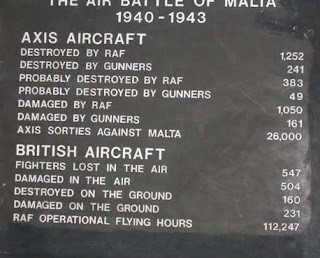 THE AIR BATTLE OF MALTA
1940-1943
AXIS AIRCRAFT
DESTROYED BY RAF 1,252
DESTROYED BY GUNNERS 241
PROBABLY DESTROYED BY RAF 383
PROBABLY DESTROYED BY GUNNERS 49
DAMAGED BY RAF 1,050
DAMAGED BY GUNNERS 161
AXIS SORTIES AGAINST MALTA 26,000
BRITISH AIRCRAFT
FIGHTERS LOST IN THE AIR 547
DAMAGED IN THE AIR 504
DESTROYED ON THE GROUND 160
DAMAGED ON THE GROUND 231
RAF OPERATIONAL FLYING HOURS 112,247